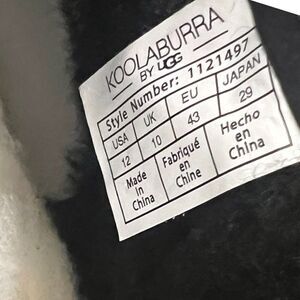 KOOLABURRA
BY UGG
Style Number: 1121497
USA UK EU JAPAN
12 10 43 29
Made in China
Fabriqué en Chine
Hecho en China